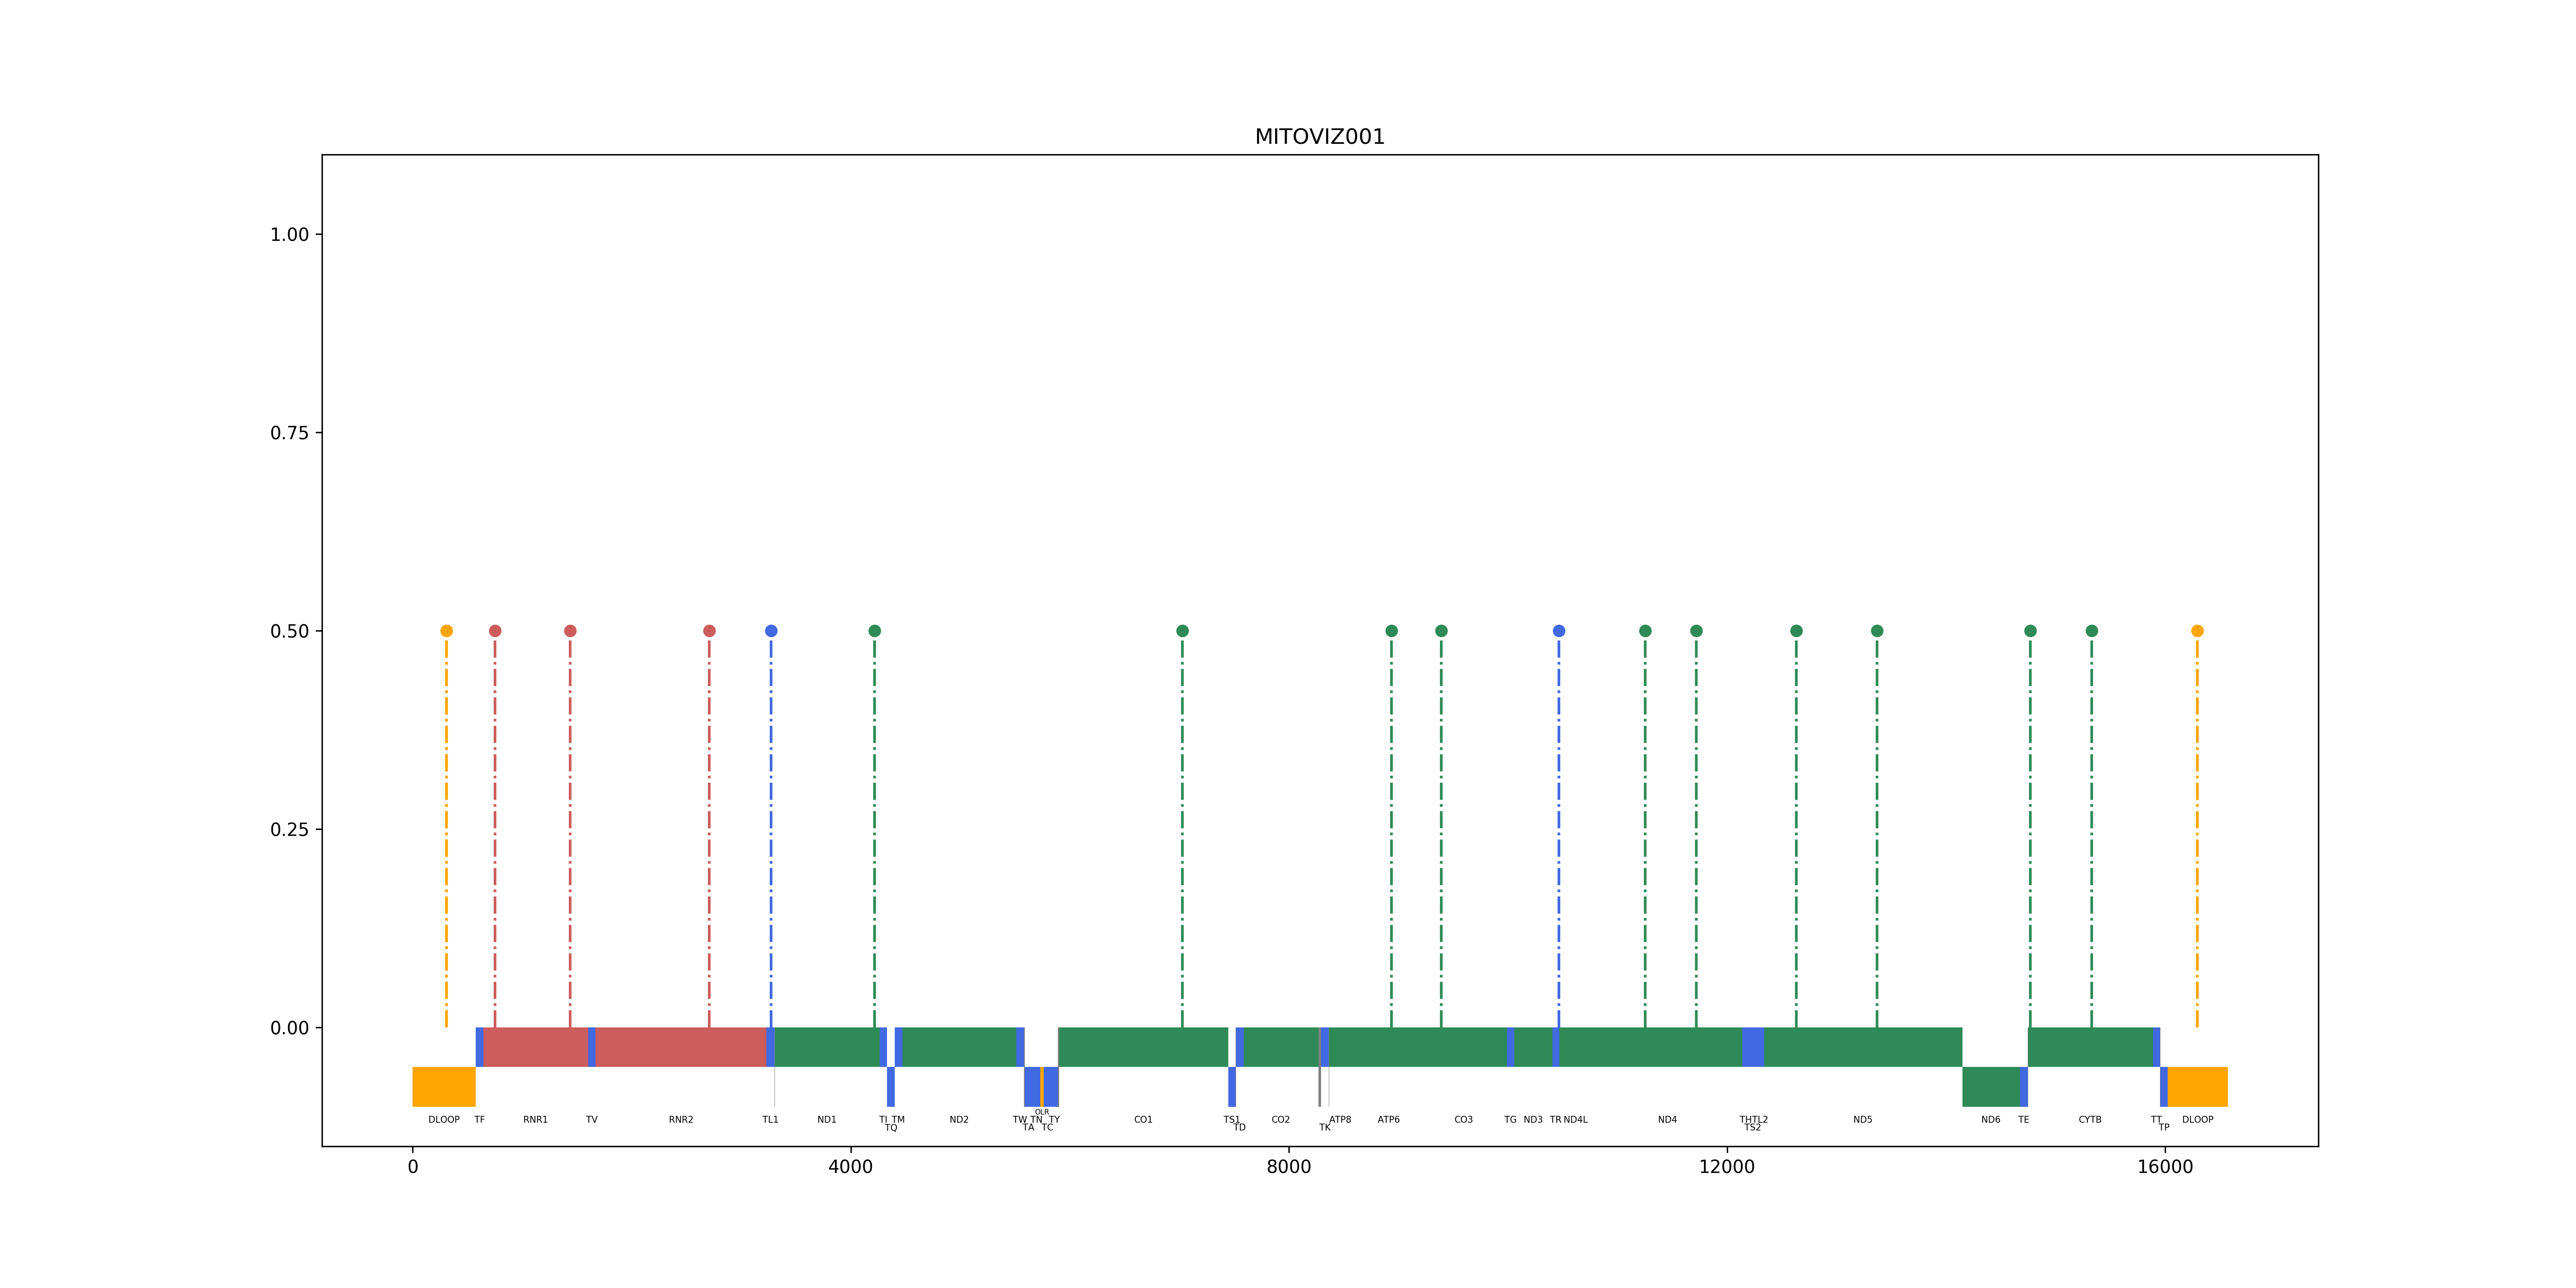 MITOVIZ001
1.00
0.75
0.50
0.25
0.00
OLR
DLOOP TF RNR1 TV RNR2 TL1 ND1 TI TM ND2 TW TN TY CO1 TS1 CO2 ATP8 ATP6 CO3 TG ND3 TR ND4L ND4 TH TL2 ND5 ND6 TE CYTB TT DLOOP
TQ TA TC TD TK TS2 TP
0 4000 8000 12000 16000